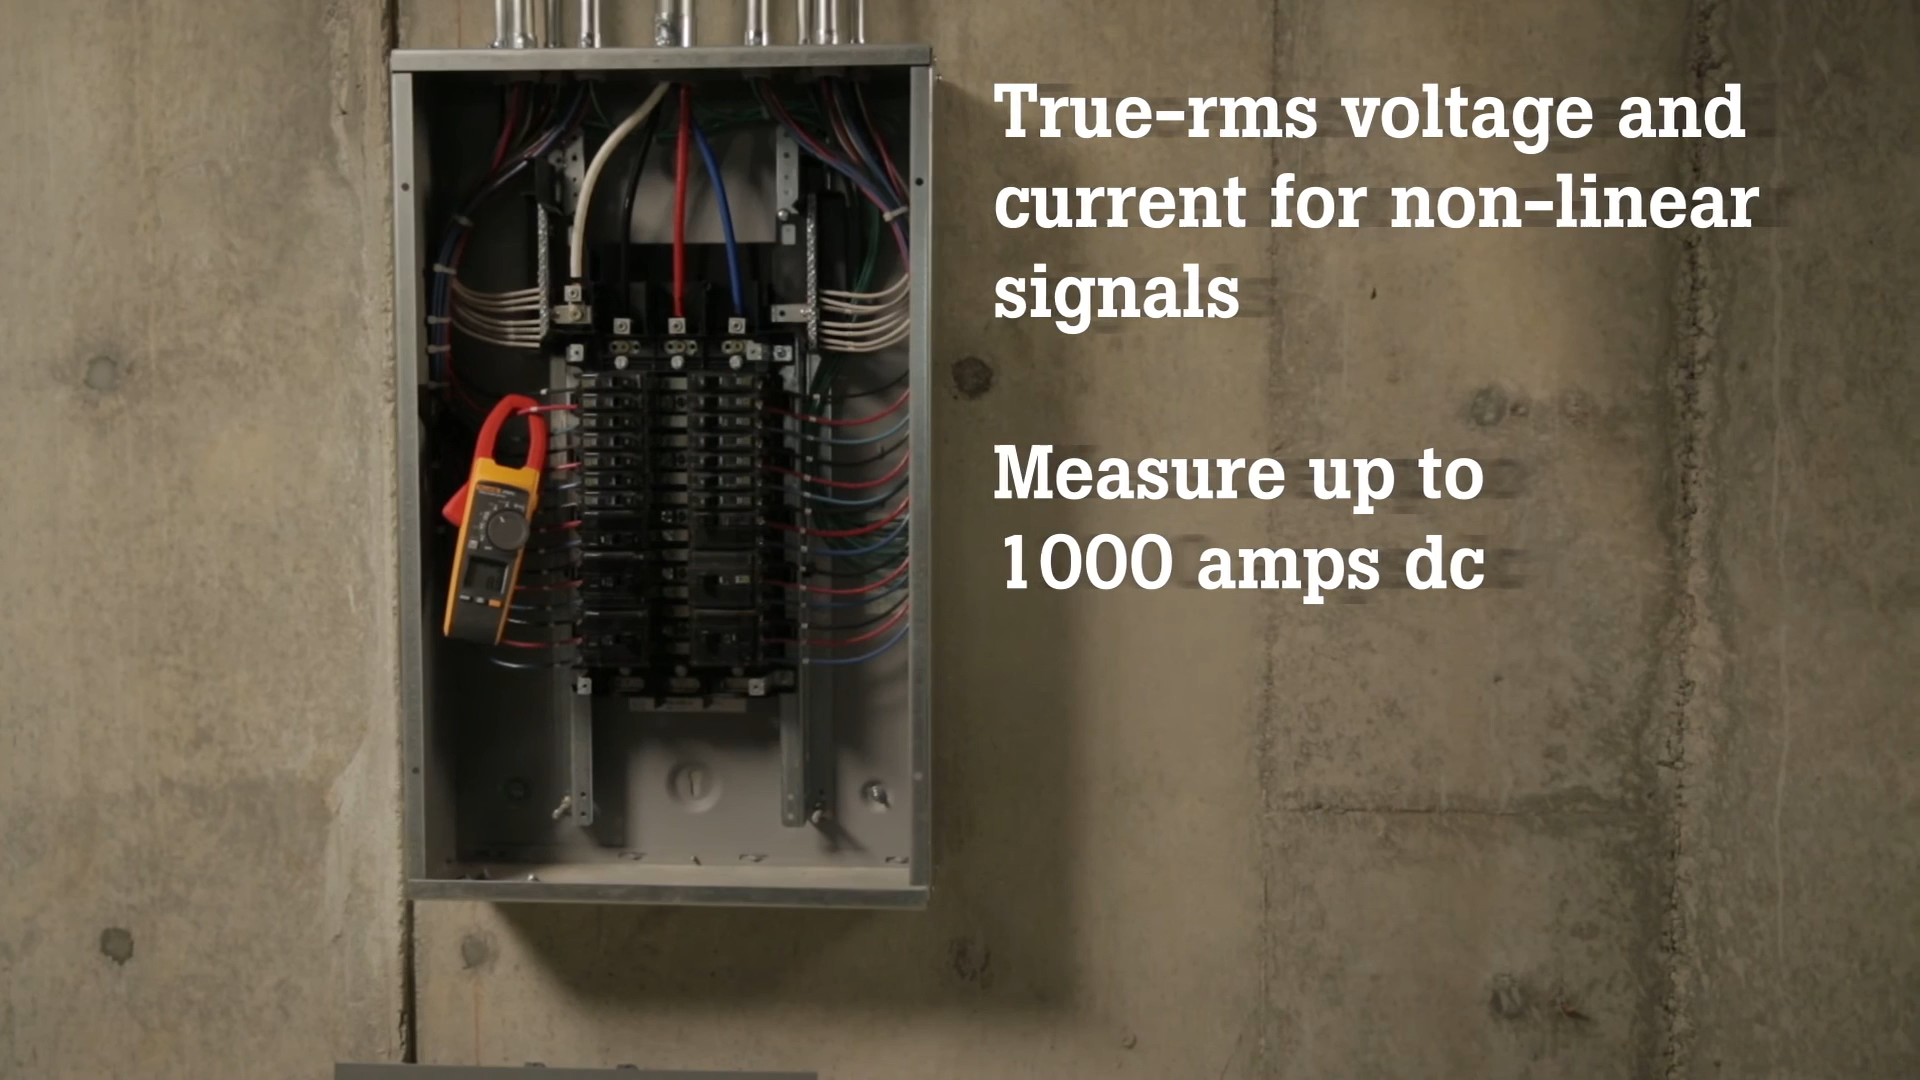 True-rms voltage and
current for non-linear
signals
Measure up to
1000 amps dc